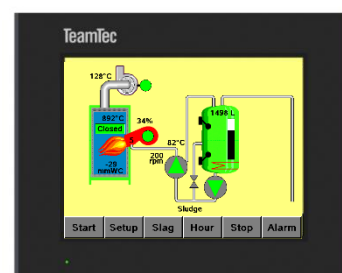 TeamTec
128°C
892°C
Closed
34%
1498 L
82°C
200
rpm
-29
mmWC
Sludge
Start Setup Slag Hour Stop Alarm